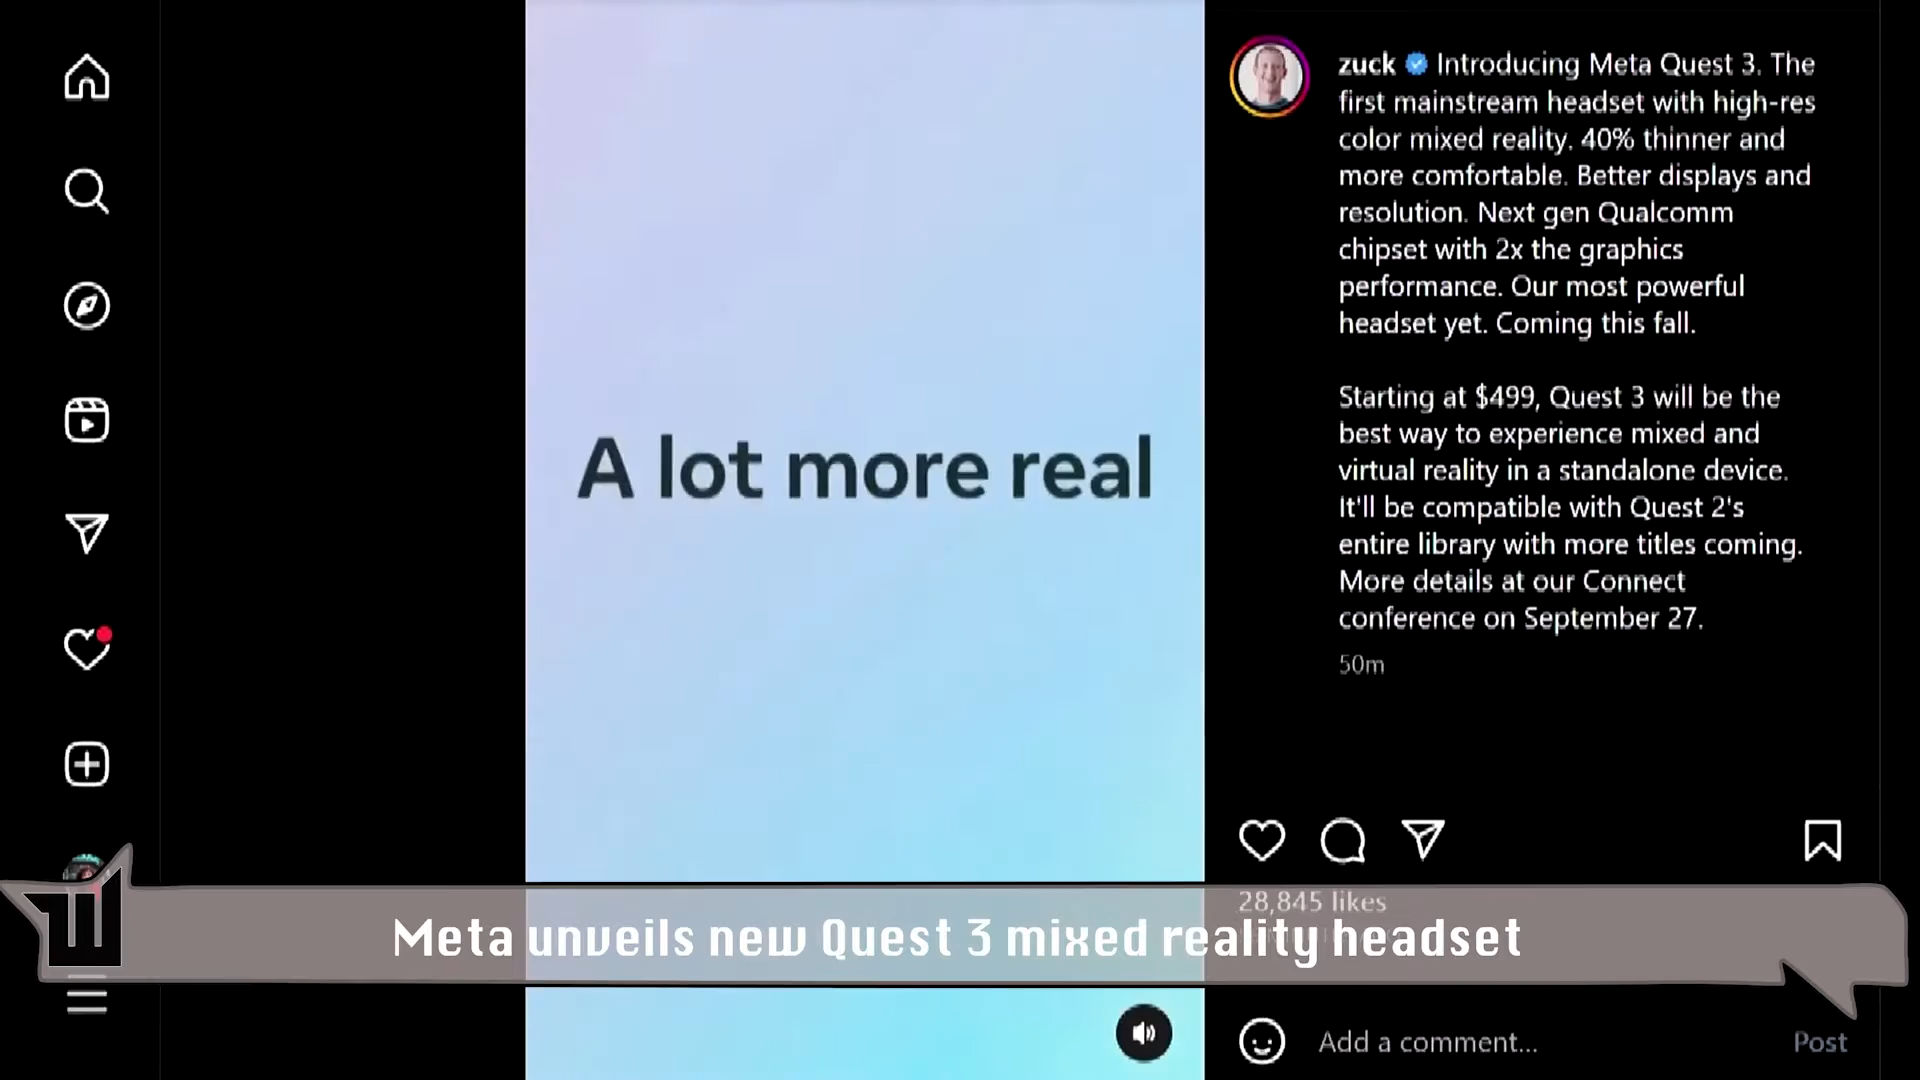 A lot more real
zuck Introducing Meta Quest 3. The
first mainstream headset with high-res
color mixed reality. 40% thinner and
more comfortable. Better displays and
resolution. Next gen Qualcomm
chipset with 2x the graphics
performance. Our most powerful
headset yet. Coming this fall.
Starting at $499, Quest 3 will be the
best way to experience mixed and
virtual reality in a standalone device.
It'll be compatible with Quest 2's
entire library with more titles coming.
More details at our Connect
conference on September 27.
50m
28,845 likes
Meta unveils new Quest 3 mixed reality headset
Add a comment... Post